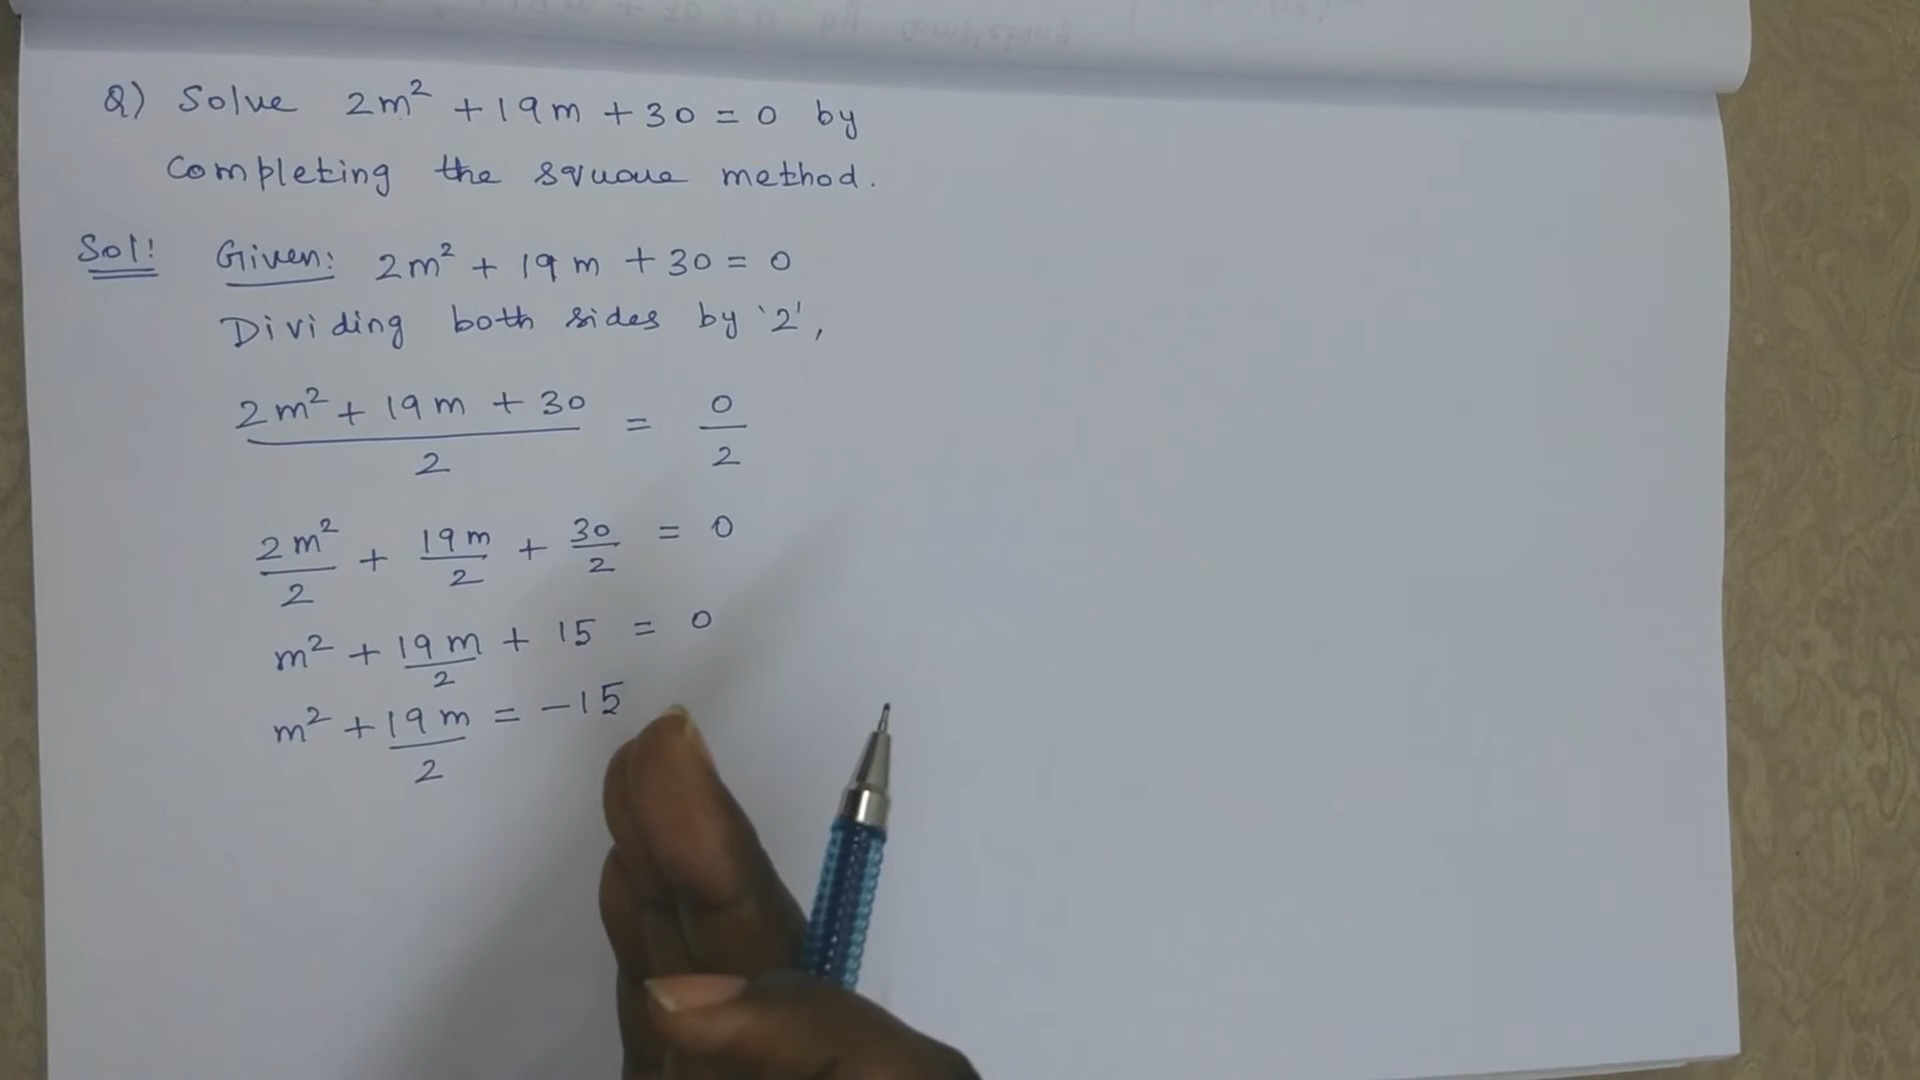 Q) Solve 2m² + 19m + 30 = 0 by
completing the square method.
Sol: Given: 2m² + 19m + 30 = 0
Dividing both sides by '2',
(2m² + 19m + 30)/2 = 0/2
2m²/2 + 19m/2 + 30/2 = 0
m² + 19m/2 + 15 = 0
m² + 19m/2 = -15